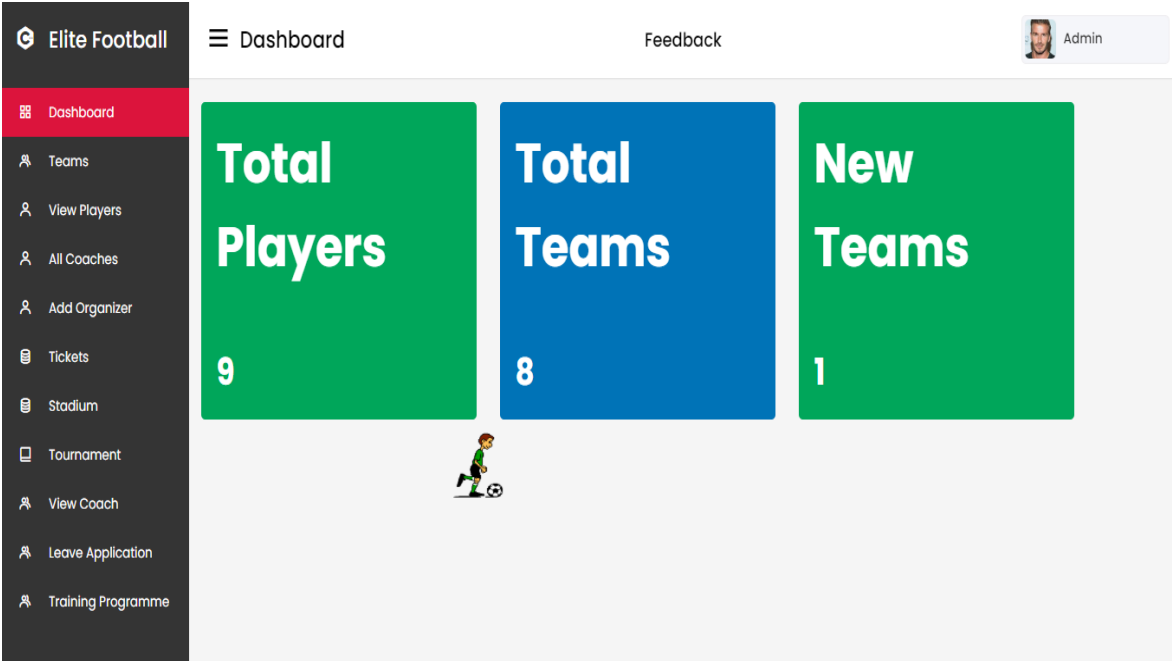 Elite Football
Dashboard
Feedback
Admin
Dashboard
Teams
View Players
All Coaches
Add Organizer
Tickets
Stadium
Tournament
View Coach
Leave Application
Training Programme
Total
Players
9
Total
Teams
8
New
Teams
1